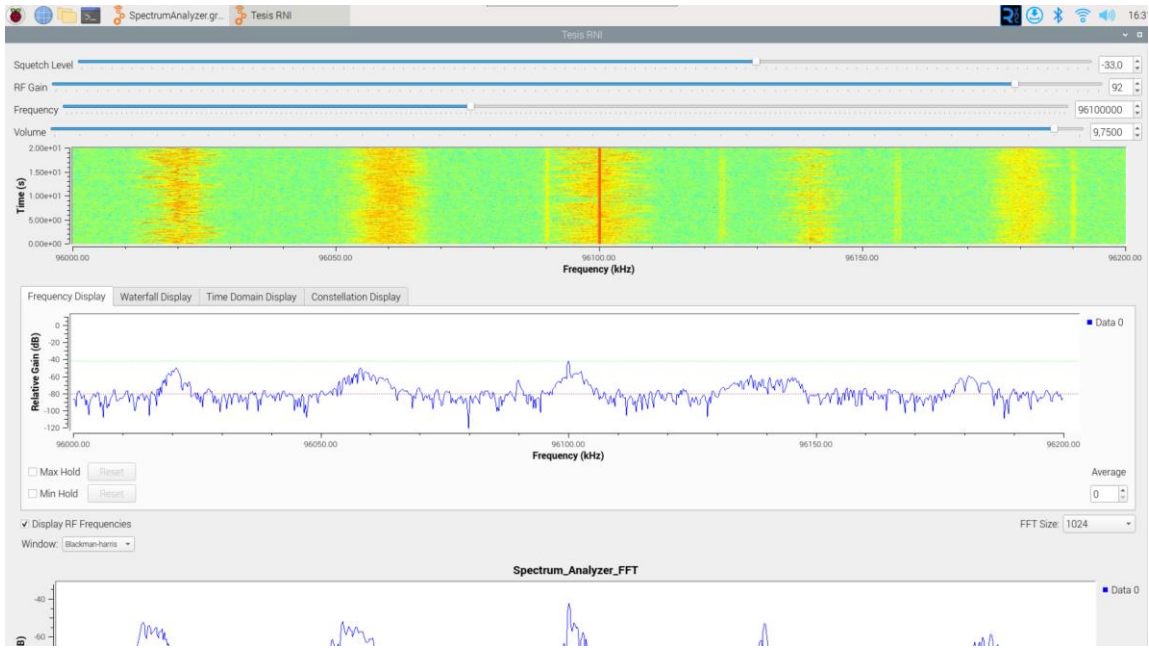 SpectrumAnalyzer.gr...
Tesis RNI
16:3
Tesis RNI
Squetch Level
-33,0
RF Gain
92
Frequency
96100000
Volume
9,7500
2.00e+01
1.50e+01
1.00e+01
5.00e+00
0.00e+00
Time (s)
96000.00 96050.00 96100.00 96150.00 96200.00
Frequency (kHz)
Frequency Display Waterfall Display Time Domain Display Constellation Display
Data 0
0
-20
-40
-60
-80
-100
-120
Relative Gain (dB)
96000.00 96050.00 96100.00 96150.00 96200.00
Frequency (kHz)
Max Hold Reset
Average
Min Hold Reset
0
Display RF Frequencies
FFT Size: 1024
Window: Blackman-harris
Spectrum_Analyzer_FFT
Data 0
-40
-60
B)